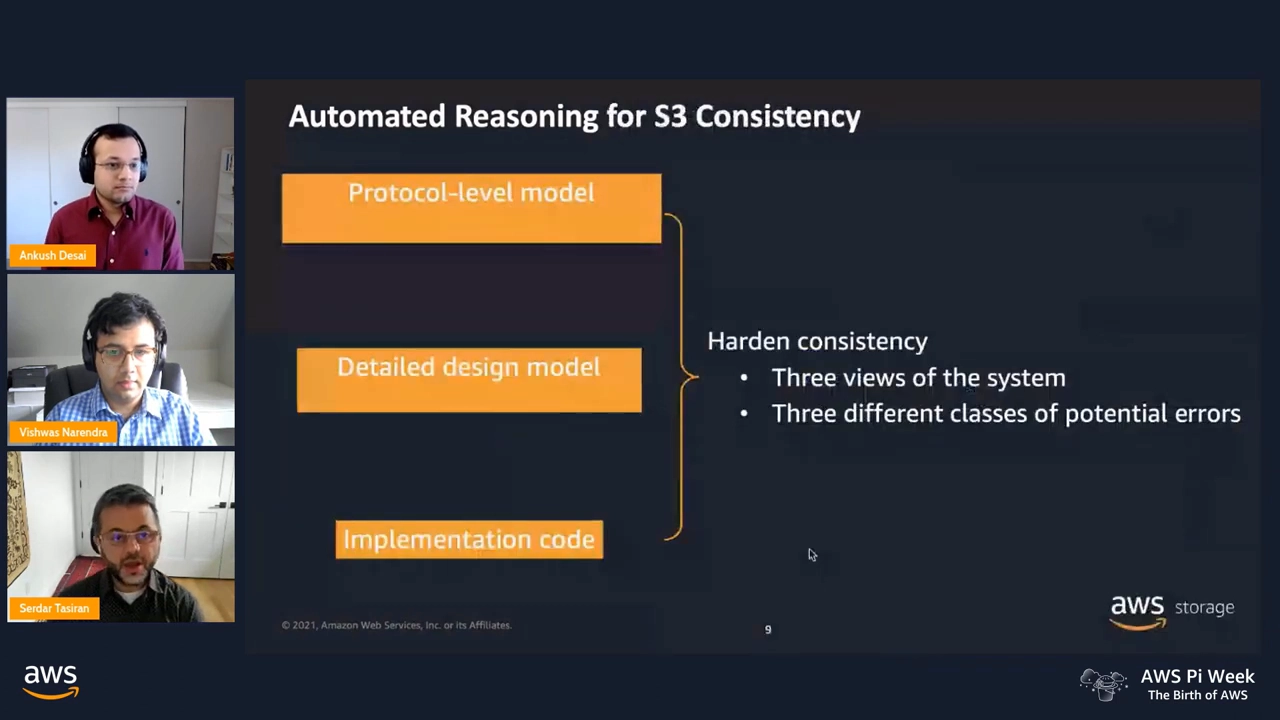 Automated Reasoning for S3 Consistency
Protocol-level model
Detailed design model
Implementation code
Harden consistency
• Three views of the system
• Three different classes of potential errors
Ankush Desai
Vishwas Narendra
Serdar Tasiran
© 2021, Amazon Web Services, Inc. or its Affiliates.
9
aws storage
aws
AWS Pi Week
The Birth of AWS